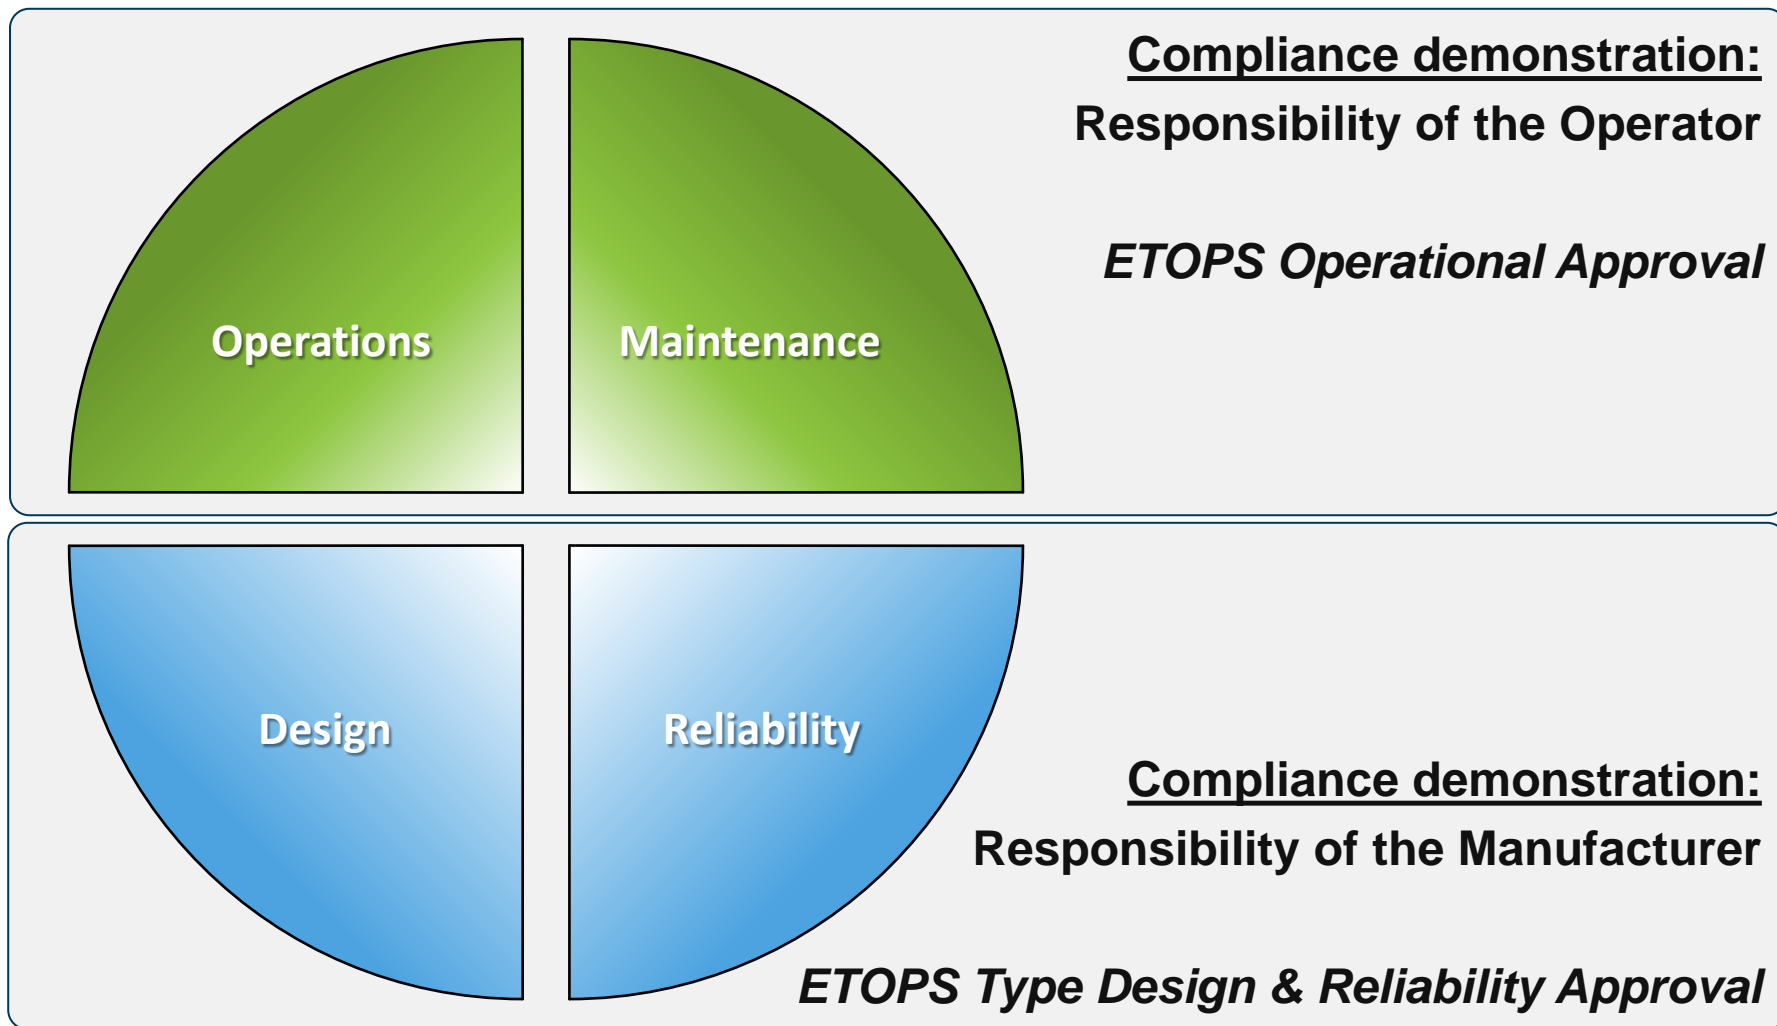 Compliance demonstration:
Responsibility of the Operator
ETOPS Operational Approval
Operations
Maintenance
Design
Reliability
Compliance demonstration:
Responsibility of the Manufacturer
ETOPS Type Design & Reliability Approval